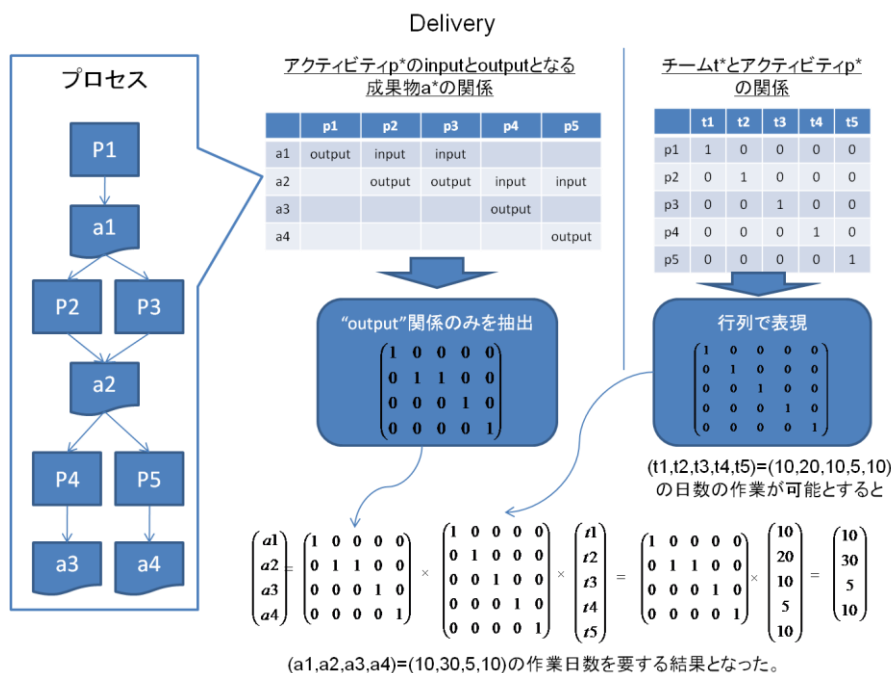 Delivery
プロセス
P1
a1
P2 P3
a2
P4 P5
a3 a4
アクティビティp*のinputとoutputとなる
成果物a*の関係
p1 p2 p3 p4 p5
a1 output input input
a2 output output input input
a3 output
a4 output
“output”関係のみを抽出
1 0 0 0 0
0 1 1 0 0
0 0 0 1 0
0 0 0 0 1
チームt*とアクティビティp*
の関係
t1 t2 t3 t4 t5
p1 1 0 0 0 0
p2 0 1 0 0 0
p3 0 0 1 0 0
p4 0 0 0 1 0
p5 0 0 0 0 1
行列で表現
1 0 0 0 0
0 1 0 0 0
0 0 1 0 0
0 0 0 1 0
0 0 0 0 1
(t1,t2,t3,t4,t5)=(10,20,10,5,10)
の日数の作業が可能とすると
a1
a2
a3
a4
=
1 0 0 0 0
0 1 1 0 0
0 0 0 1 0
0 0 0 0 1
×
1 0 0 0 0
0 1 0 0 0
0 0 1 0 0
0 0 0 1 0
0 0 0 0 1
×
t1
t2
t3
t4
t5
=
1 0 0 0 0
0 1 1 0 0
0 0 0 1 0
0 0 0 0 1
×
10
20
10
5
10
=
10
30
5
10
(a1,a2,a3,a4)=(10,30,5,10)の作業日数を要する結果となった。